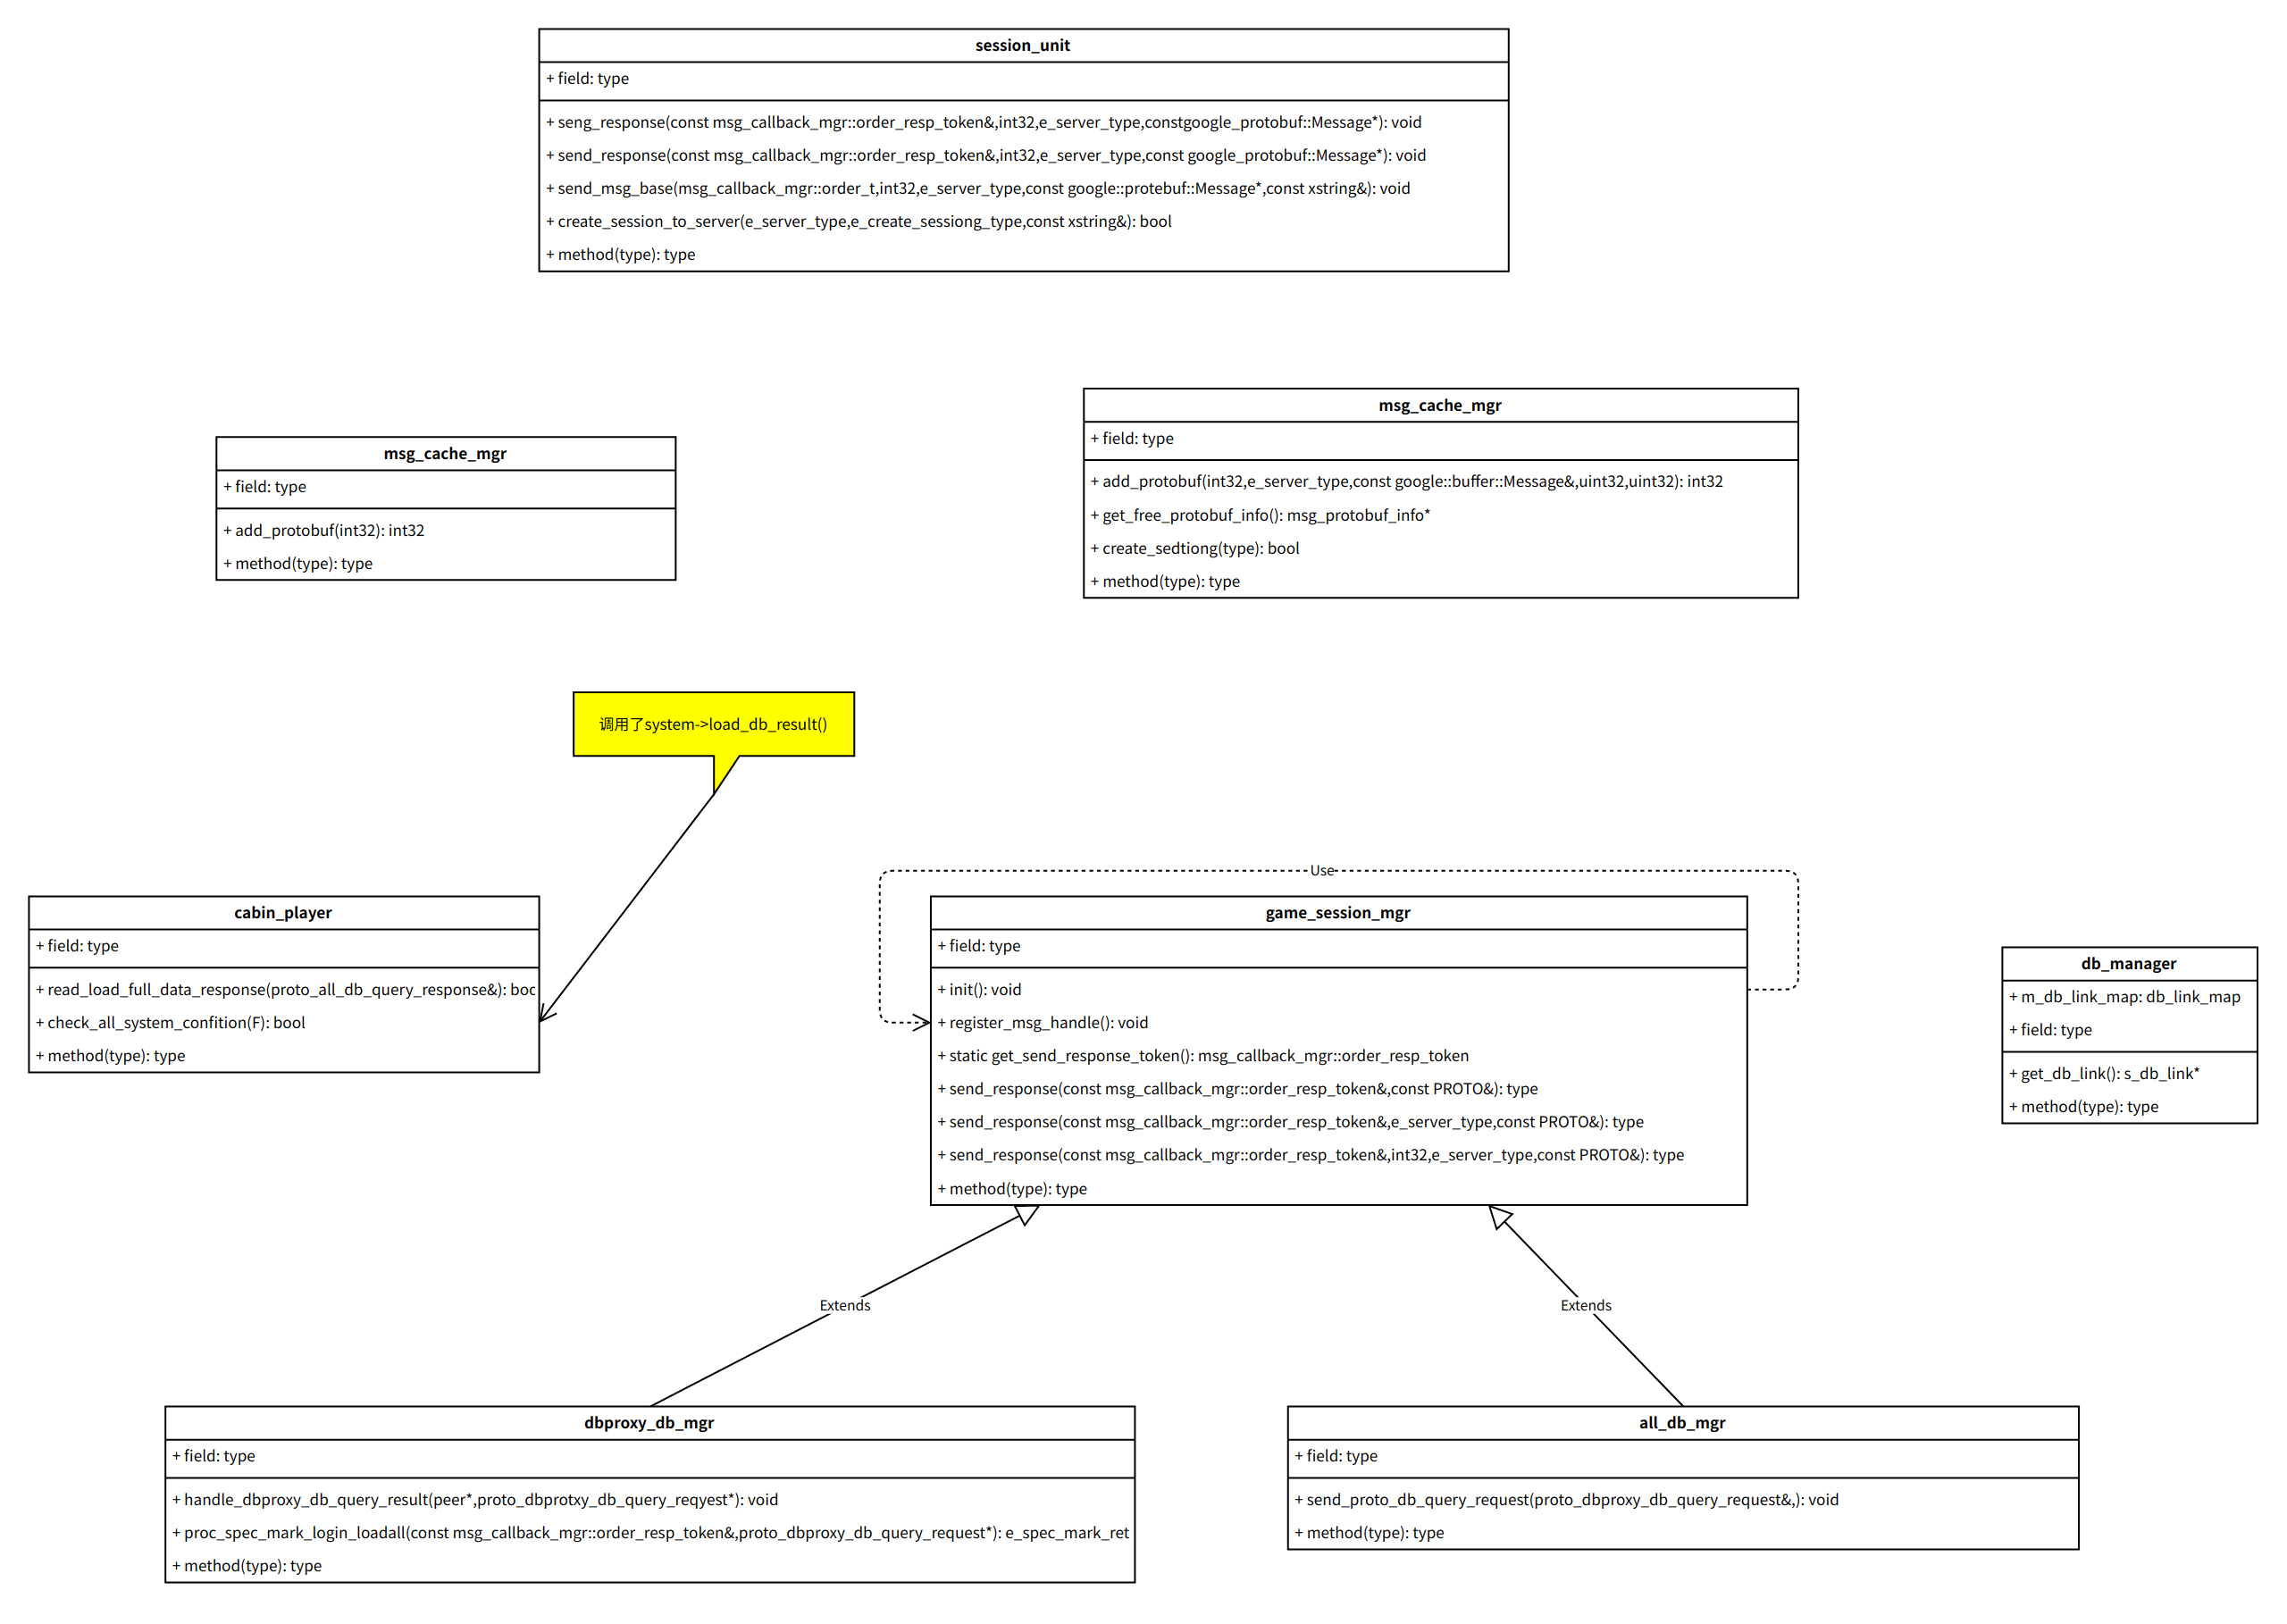 session_unit
+ field: type
+ seng_response(const msg_callback_mgr::order_resp_token&,int32,e_server_type,constgoogle_protobuf::Message*): void
+ send_response(const msg_callback_mgr::order_resp_token&,int32,e_server_type,const google_protobuf::Message*): void
+ send_msg_base(msg_callback_mgr::order_t,int32,e_server_type,const google::protebuf::Message*,const xstring&): void
+ create_session_to_server(e_server_type,e_create_sessiong_type,const xstring&): bool
+ method(type): type
msg_cache_mgr
+ field: type
+ add_protobuf(int32,e_server_type,const google::buffer::Message&,uint32,uint32): int32
+ get_free_protobuf_info(): msg_protobuf_info*
+ create_sedtiong(type): bool
+ method(type): type
msg_cache_mgr
+ field: type
+ add_protobuf(int32): int32
+ method(type): type
调用了system->load_db_result()
Use
cabin_player
+ field: type
+ read_load_full_data_response(proto_all_db_query_response&): boc
+ check_all_system_confition(F): bool
+ method(type): type
game_session_mgr
+ field: type
+ init(): void
+ register_msg_handle(): void
+ static get_send_response_token(): msg_callback_mgr::order_resp_token
+ send_response(const msg_callback_mgr::order_resp_token&,const PROTO&): type
+ send_response(const msg_callback_mgr::order_resp_token&,e_server_type,const PROTO&): type
+ send_response(const msg_callback_mgr::order_resp_token&,int32,e_server_type,const PROTO&): type
+ method(type): type
db_manager
+ m_db_link_map: db_link_map
+ field: type
+ get_db_link(): s_db_link*
+ method(type): type
Extends
Extends
dbproxy_db_mgr
+ field: type
+ handle_dbproxy_db_query_result(peer*,proto_dbprotxy_db_query_reqyest*): void
+ proc_spec_mark_login_loadall(const msg_callback_mgr::order_resp_token&,proto_dbproxy_db_query_request*): e_spec_mark_ret
+ method(type): type
all_db_mgr
+ field: type
+ send_proto_db_query_request(proto_dbproxy_db_query_request&,): void
+ method(type): type